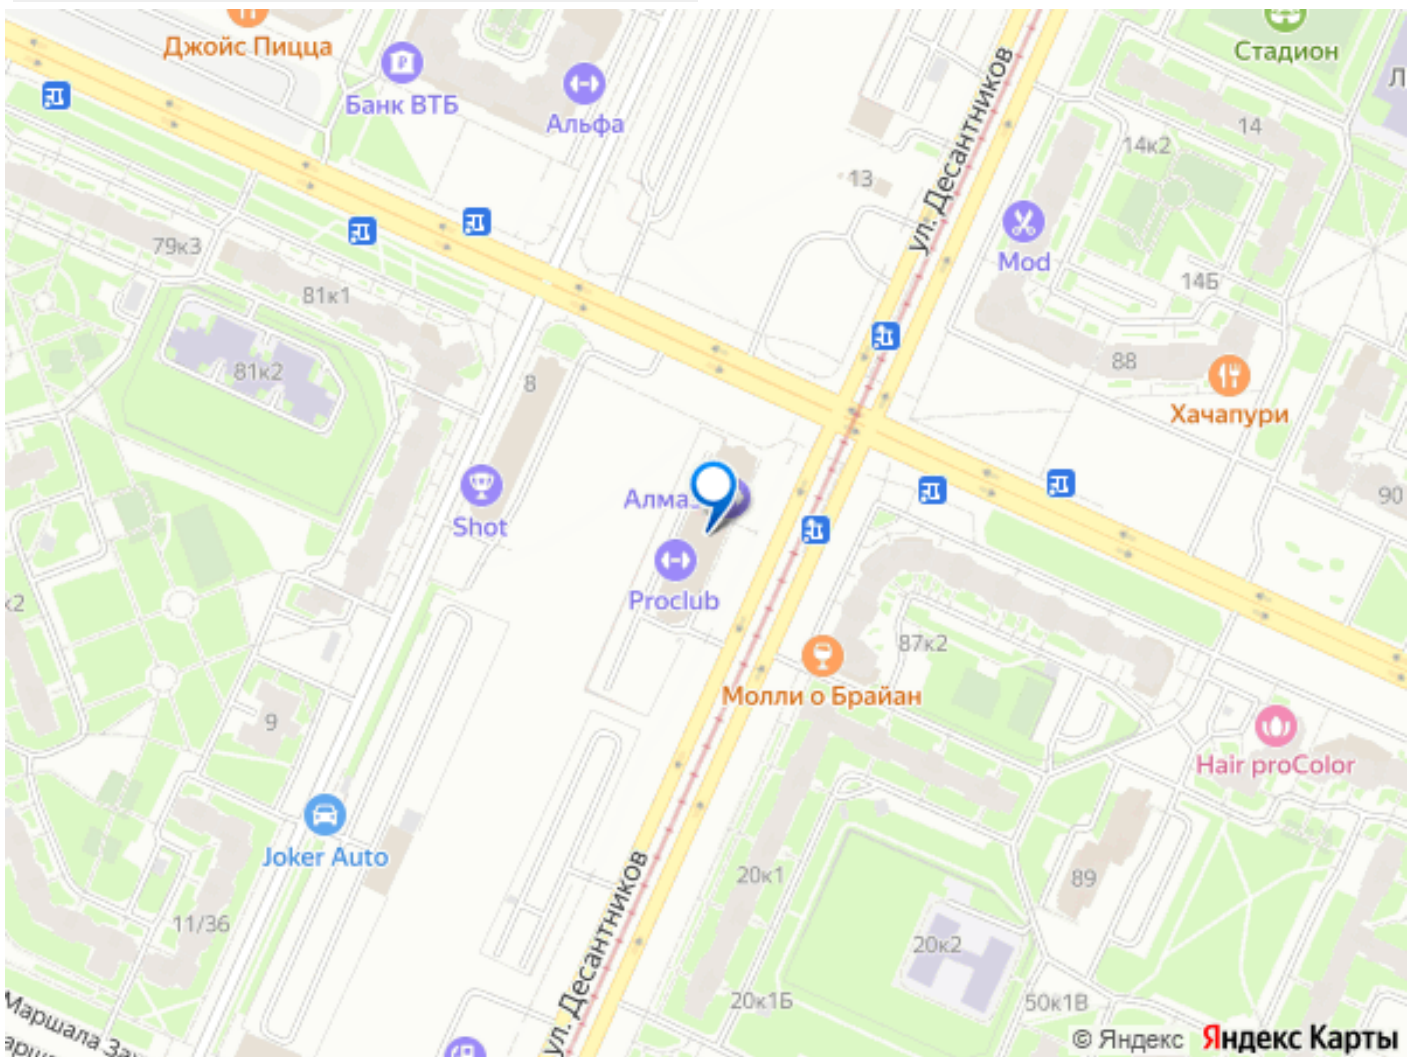 Джойс Пицца
Банк ВТБ
Альфа
Стадион
14
14к2
13
ул. Десантников
Mod
14Б
79к3
81к1
81к2
8
88
Хачапури
Shot
90
Proclub
87к2
Молли о Брайан
9
Hair proColor
Joker Auto
20к1
89
11/36
ул. Десантников
20к2
20к1Б
50к1В
© Яндекс Яндекс Карты